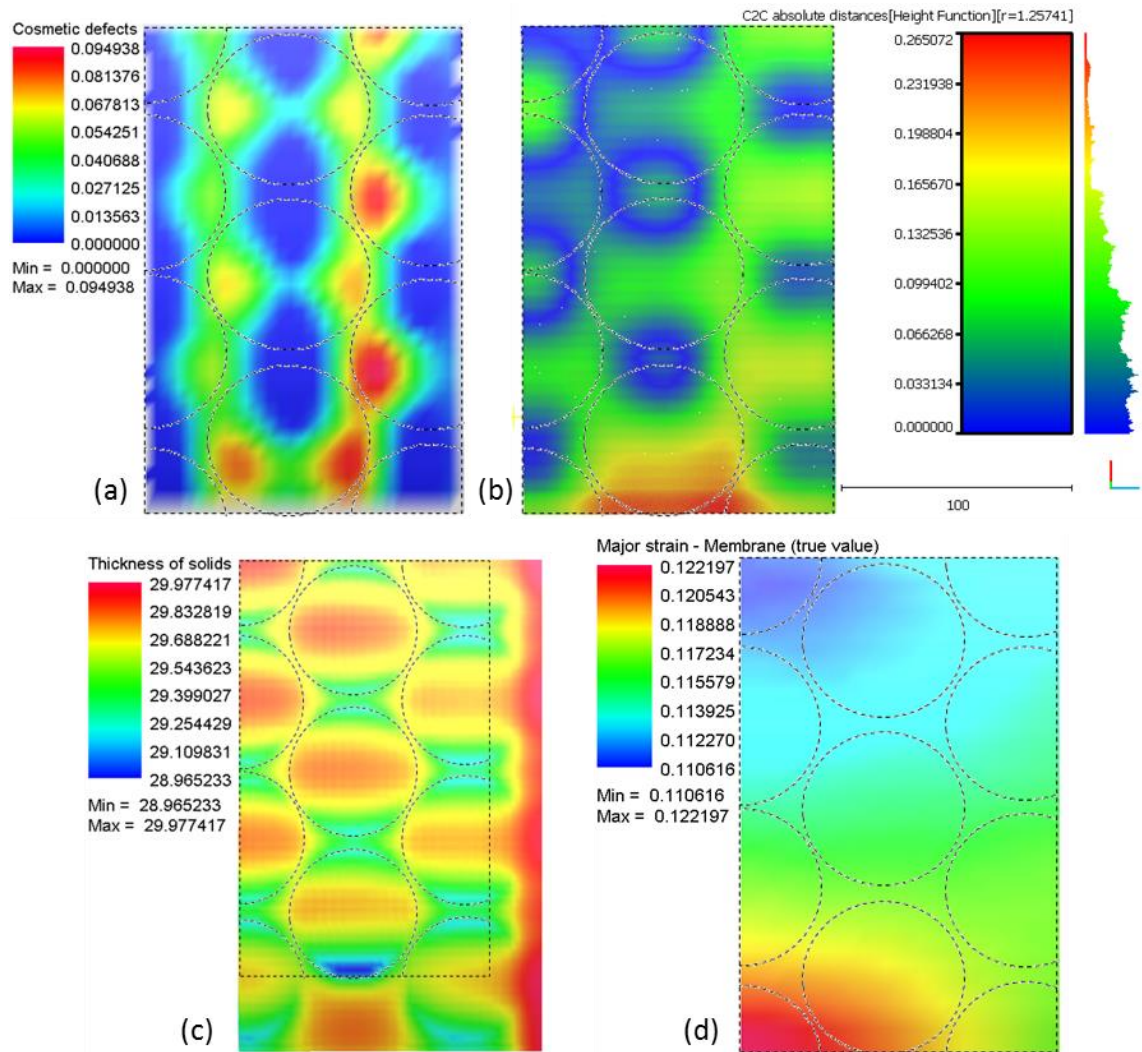 Cosmetic defects
0.094938
0.081376
0.067813
0.054251
0.040688
0.027125
0.013563
0.000000
Min = 0.000000
Max = 0.094938
(a)
(b)
C2C absolute distances[Height Function][r=1.25741]
0.265072
0.231938
0.198804
0.165670
0.132536
0.099402
0.066268
0.033134
0.000000
100
Thickness of solids
29.977417
29.832819
29.688221
29.543623
29.399027
29.254429
29.109831
28.965233
Min = 28.965233
Max = 29.977417
(c)
Major strain - Membrane (true value)
0.122197
0.120543
0.118888
0.117234
0.115579
0.113925
0.112270
0.110616
Min = 0.110616
Max = 0.122197
(d)